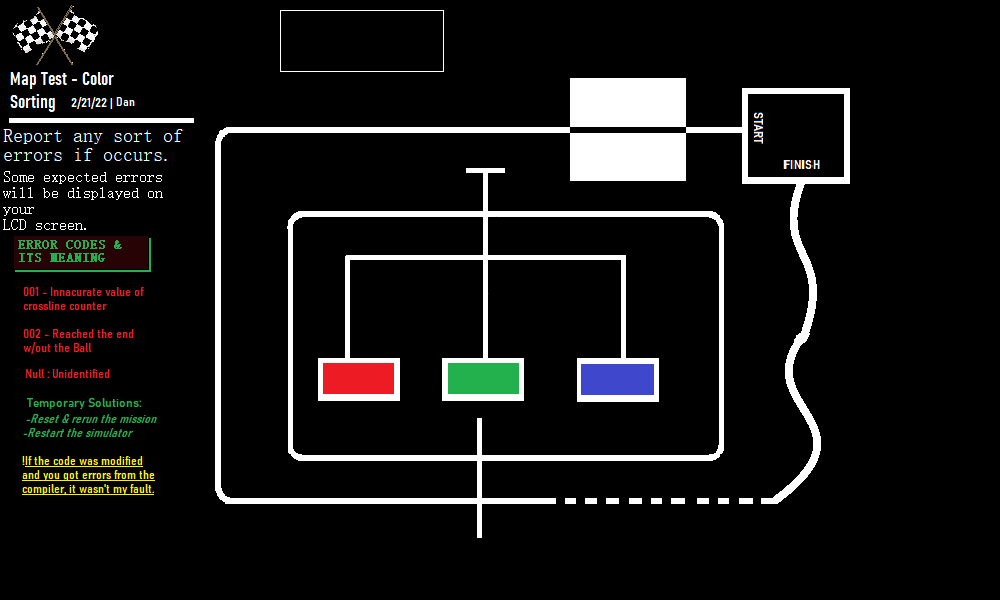 Map Test - Color
Sorting 2/21/22 | Dan
Report any sort of
errors if occurs.
Some expected errors
will be displayed on
your
LCD screen.
ERROR CODES &
ITS MEANING
001 - Innacurate value of
crossline counter
002 - Reached the end
w/out the Ball
Null : Unidentified
Temporary Solutions:
-Reset & rerun the mission
-Restart the simulator
!If the code was modified
and you got errors from the
compiler, it wasn't my fault.
START
FINISH